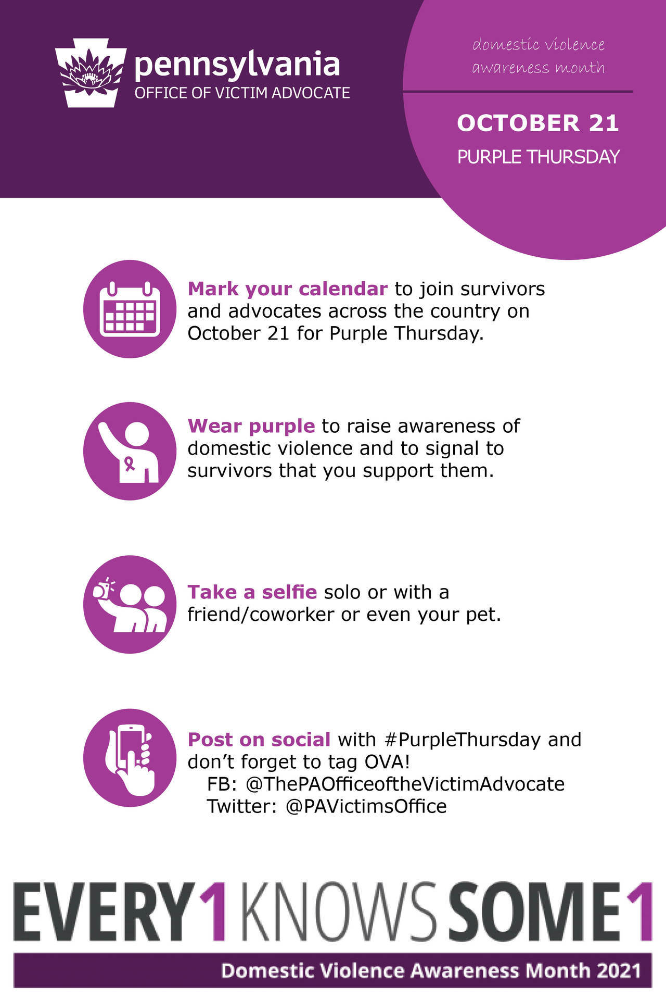 pennsylvania
OFFICE OF VICTIM ADVOCATE
domestic violence
awareness month
OCTOBER 21
PURPLE THURSDAY
Mark your calendar to join survivors
and advocates across the country on
October 21 for Purple Thursday.
Wear purple to raise awareness of
domestic violence and to signal to
survivors that you support them.
Take a selfie solo or with a
friend/coworker or even your pet.
Post on social with #PurpleThursday and
don’t forget to tag OVA!
FB: @ThePAOfficeoftheVictimAdvocate
Twitter: @PAVictimsOffice
EVERY1KNOWSSOME1
Domestic Violence Awareness Month 2021